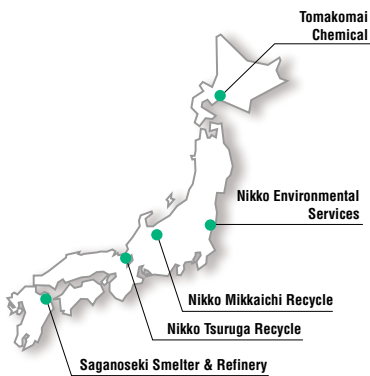 Tomakomai
Chemical
Nikko Environmental
Services
Nikko Mikkaichi Recycle
Nikko Tsuruga Recycle
Saganoseki Smelter & Refinery